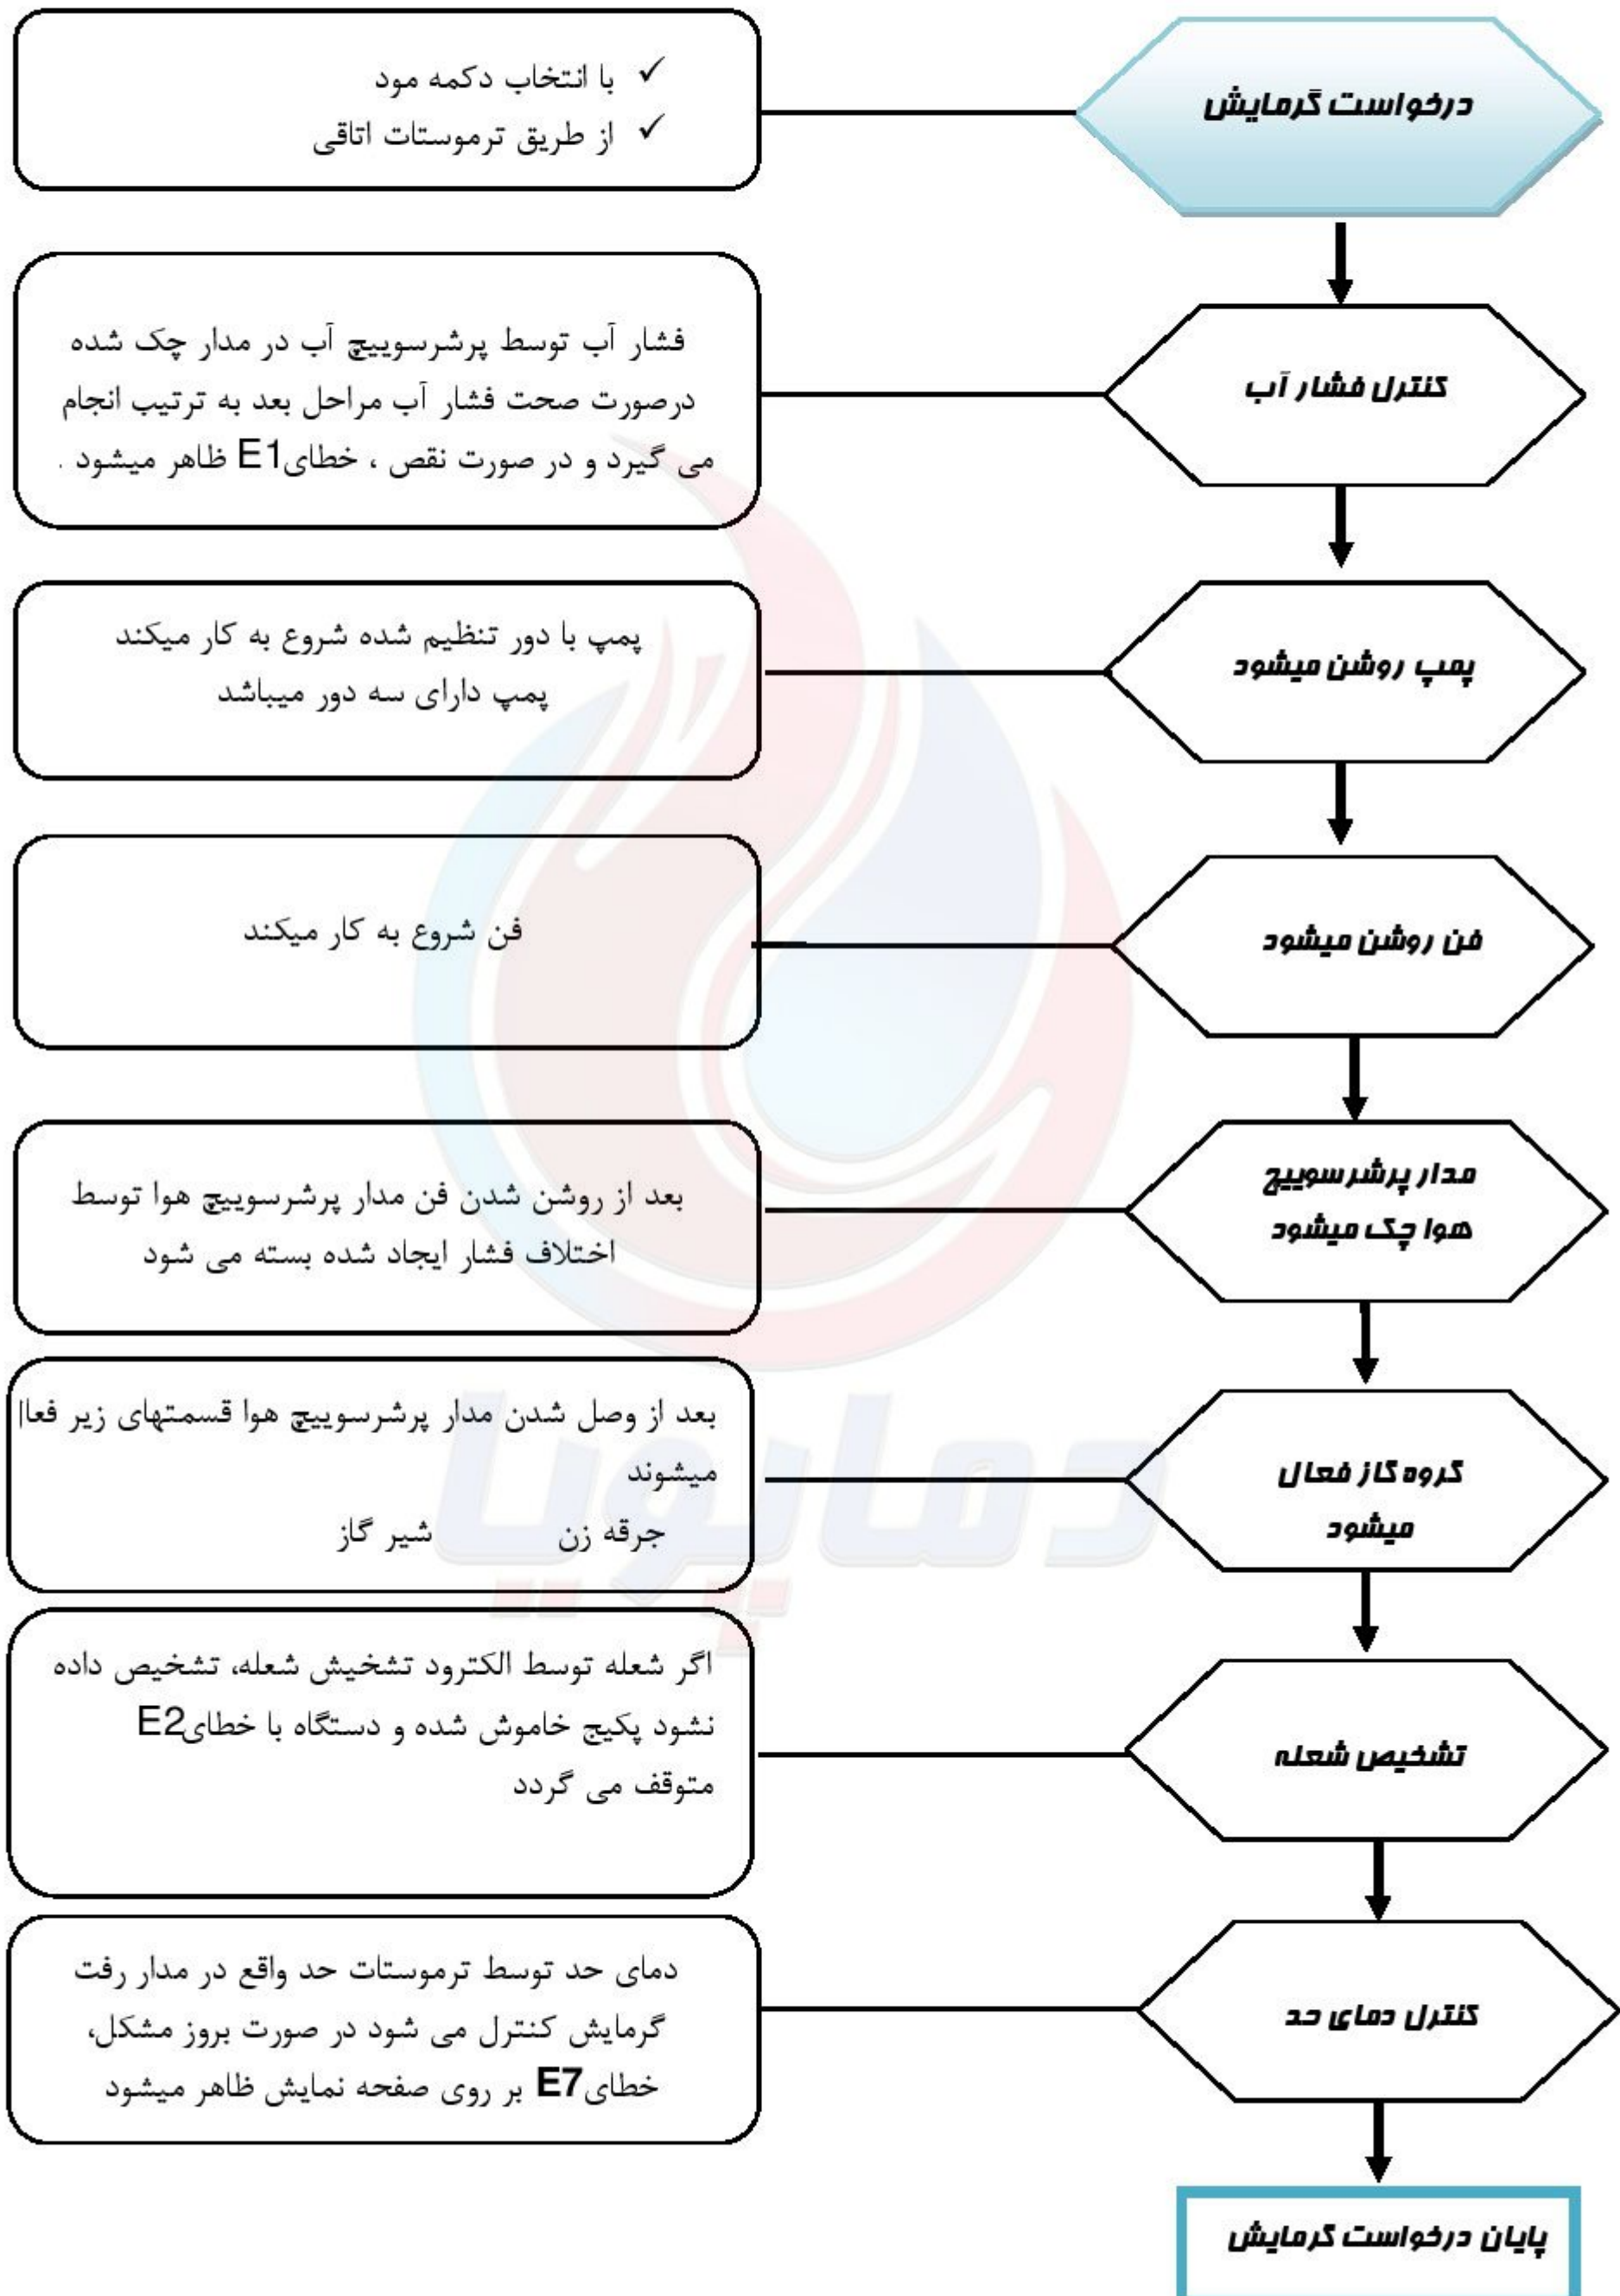 درخواست گرمایش
✓ با انتخاب دکمه مود
✓ از طریق ترموستات اتاقی
کنترل فشار آب
فشار آب توسط پرشرسوییچ آب در مدار چک شده
درصورت صحت فشار آب مراحل بعد به ترتیب انجام
می گیرد و در صورت نقص ، خطایE1 ظاهر میشود .
پمپ روشن میشود
پمپ با دور تنظیم شده شروع به کار میکند
پمپ دارای سه دور میباشد
فن روشن میشود
فن شروع به کار میکند
مدار پرشرسوییچ
هوا چک میشود
بعد از روشن شدن فن مدار پرشرسوییچ هوا توسط
اختلاف فشار ایجاد شده بسته می شود
گروه گاز فعال
میشود
بعد از وصل شدن مدار پرشرسوییچ هوا قسمتهای زیر فعال
میشوند
جرقه زن شیر گاز
تشخیص شعله
اگر شعله توسط الکترود تشخیش شعله، تشخیص داده
نشود پکیج خاموش شده و دستگاه با خطایE2
متوقف می گردد
کنترل دمای حد
دمای حد توسط ترموستات حد واقع در مدار رفت
گرمایش کنترل می شود در صورت بروز مشکل،
خطایE7 بر روی صفحه نمایش ظاهر میشود
پایان درخواست گرمایش
دماپویا